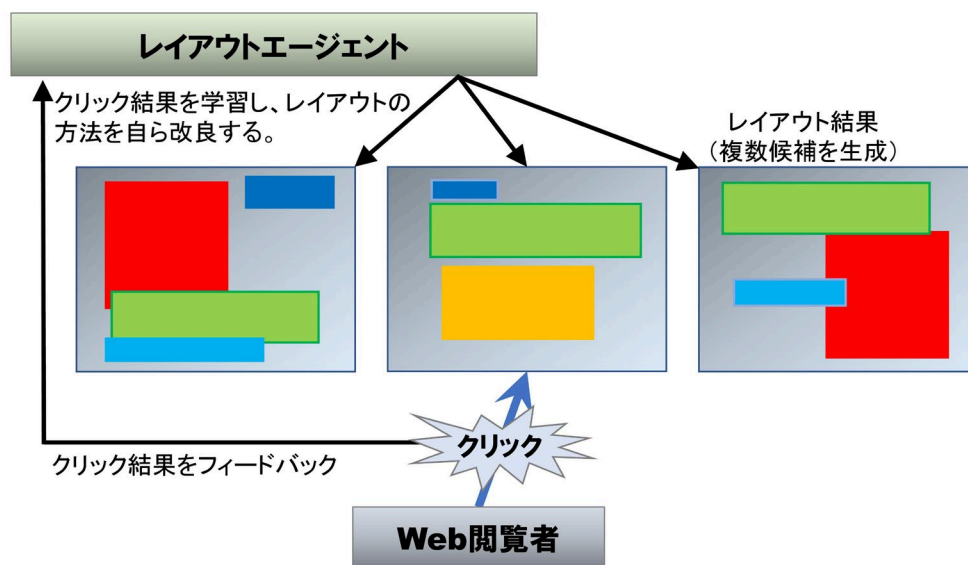 レイアウトエージェント
クリック結果を学習し、レイアウトの
方法を自ら改良する。
レイアウト結果
（複数候補を生成）
クリック
クリック結果をフィードバック
Web閲覧者